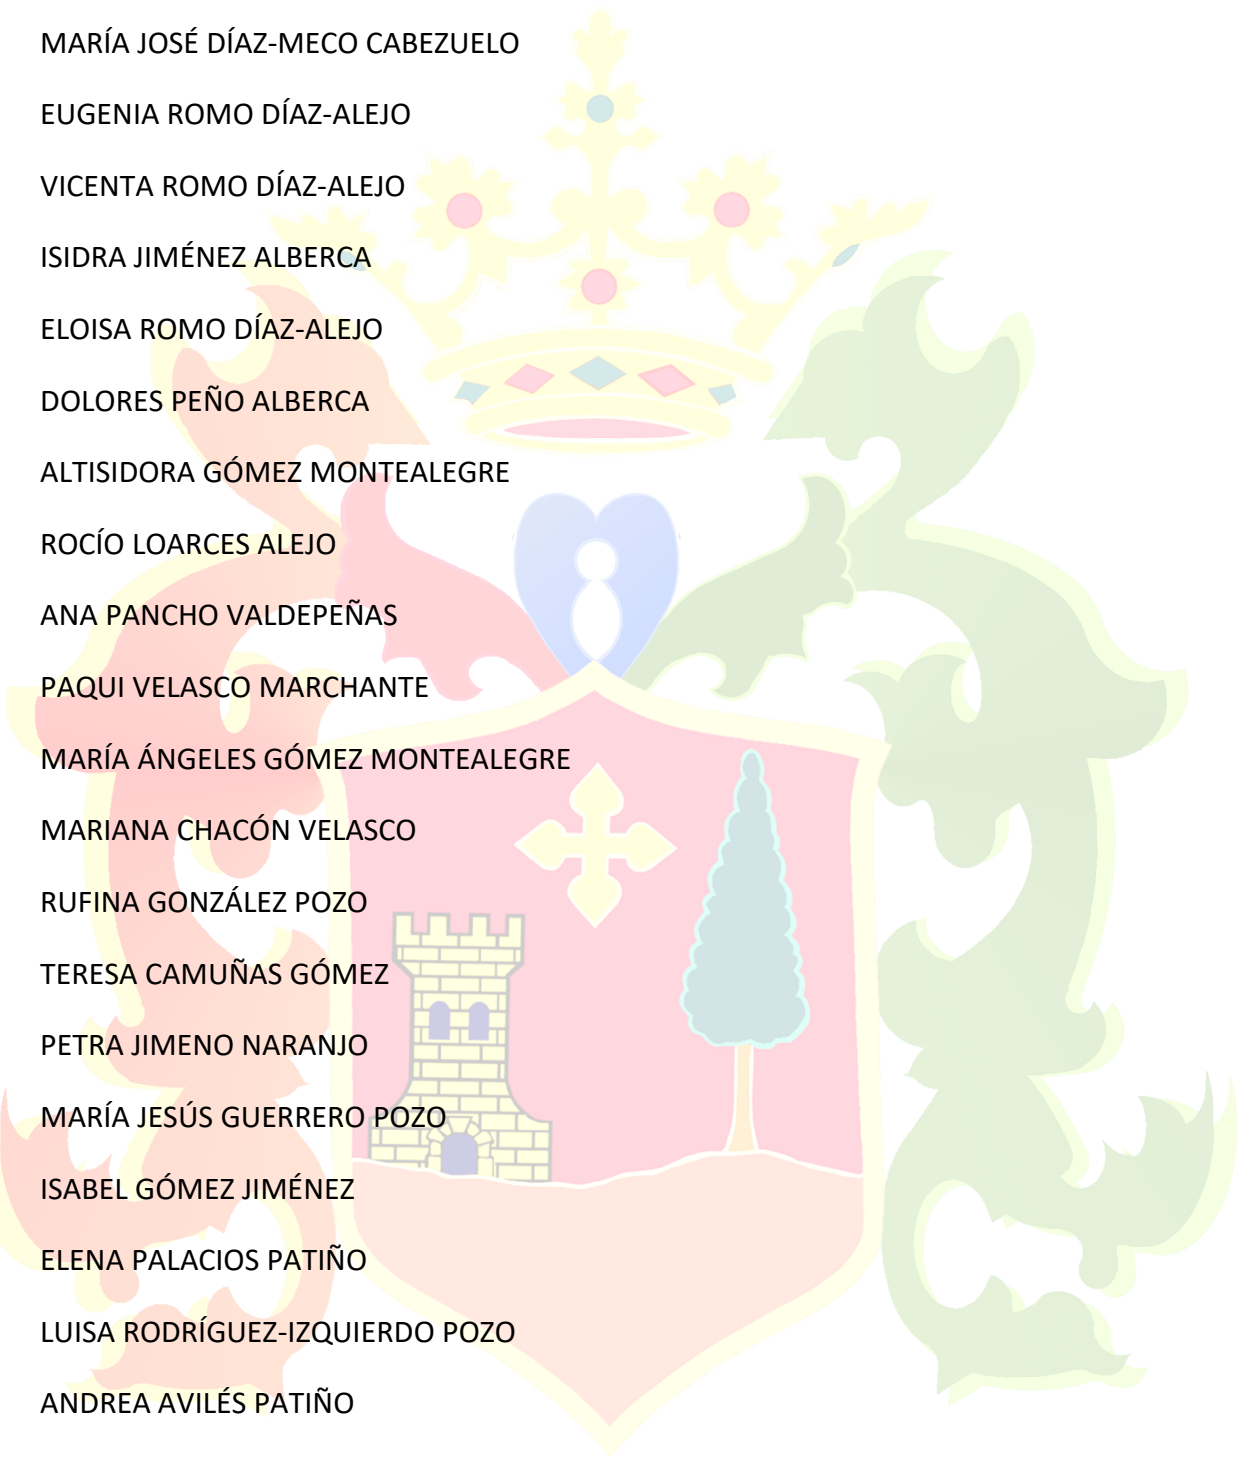 MARÍA JOSÉ DÍAZ-MECO CABEZUELO
EUGENIA ROMO DÍAZ-ALEJO
VICENTA ROMO DÍAZ-ALEJO
ISIDRA JIMÉNEZ ALBERCA
ELOISA ROMO DÍAZ-ALEJO
DOLORES PEÑO ALBERCA
ALTISIDORA GÓMEZ MONTEALEGRE
ROCÍO LOARCES ALEJO
ANA PANCHO VALDEPEÑAS
PAQUI VELASCO MARCHANTE
MARÍA ÁNGELES GÓMEZ MONTEALEGRE
MARIANA CHACÓN VELASCO
RUFINA GONZÁLEZ POZO
TERESA CAMUÑAS GÓMEZ
PETRA JIMENO NARANJO
MARÍA JESÚS GUERRERO POZO
ISABEL GÓMEZ JIMÉNEZ
ELENA PALACIOS PATIÑO
LUISA RODRÍGUEZ-IZQUIERDO POZO
ANDREA AVILÉS PATIÑO